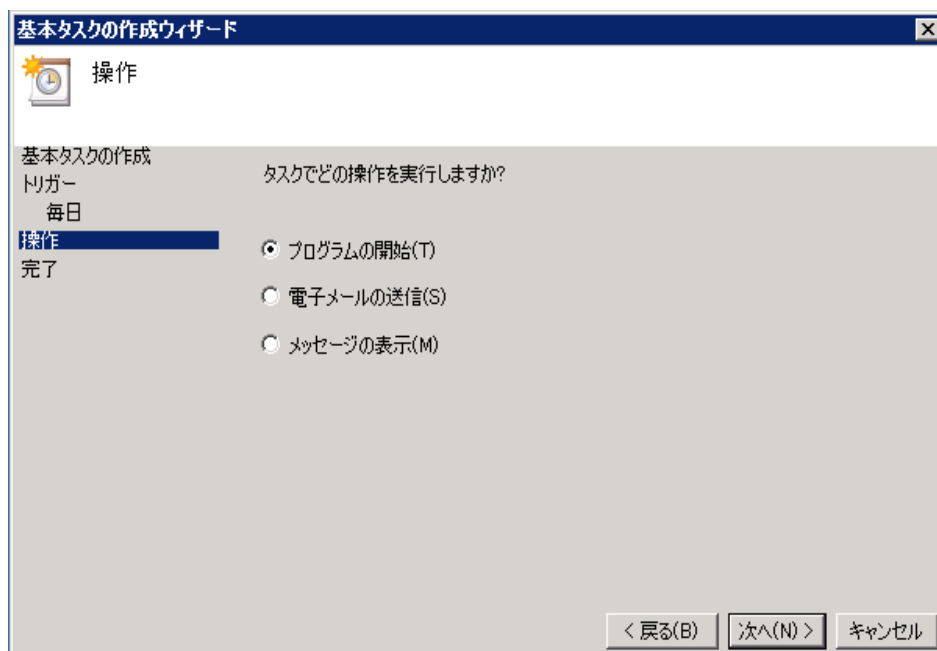 基本タスクの作成ウィザード
操作
基本タスクの作成
トリガー
毎日
操作
完了
タスクでどの操作を実行しますか?
プログラムの開始(T)
電子メールの送信(S)
メッセージの表示(M)
< 戻る(B)
次へ(N) >
キャンセル